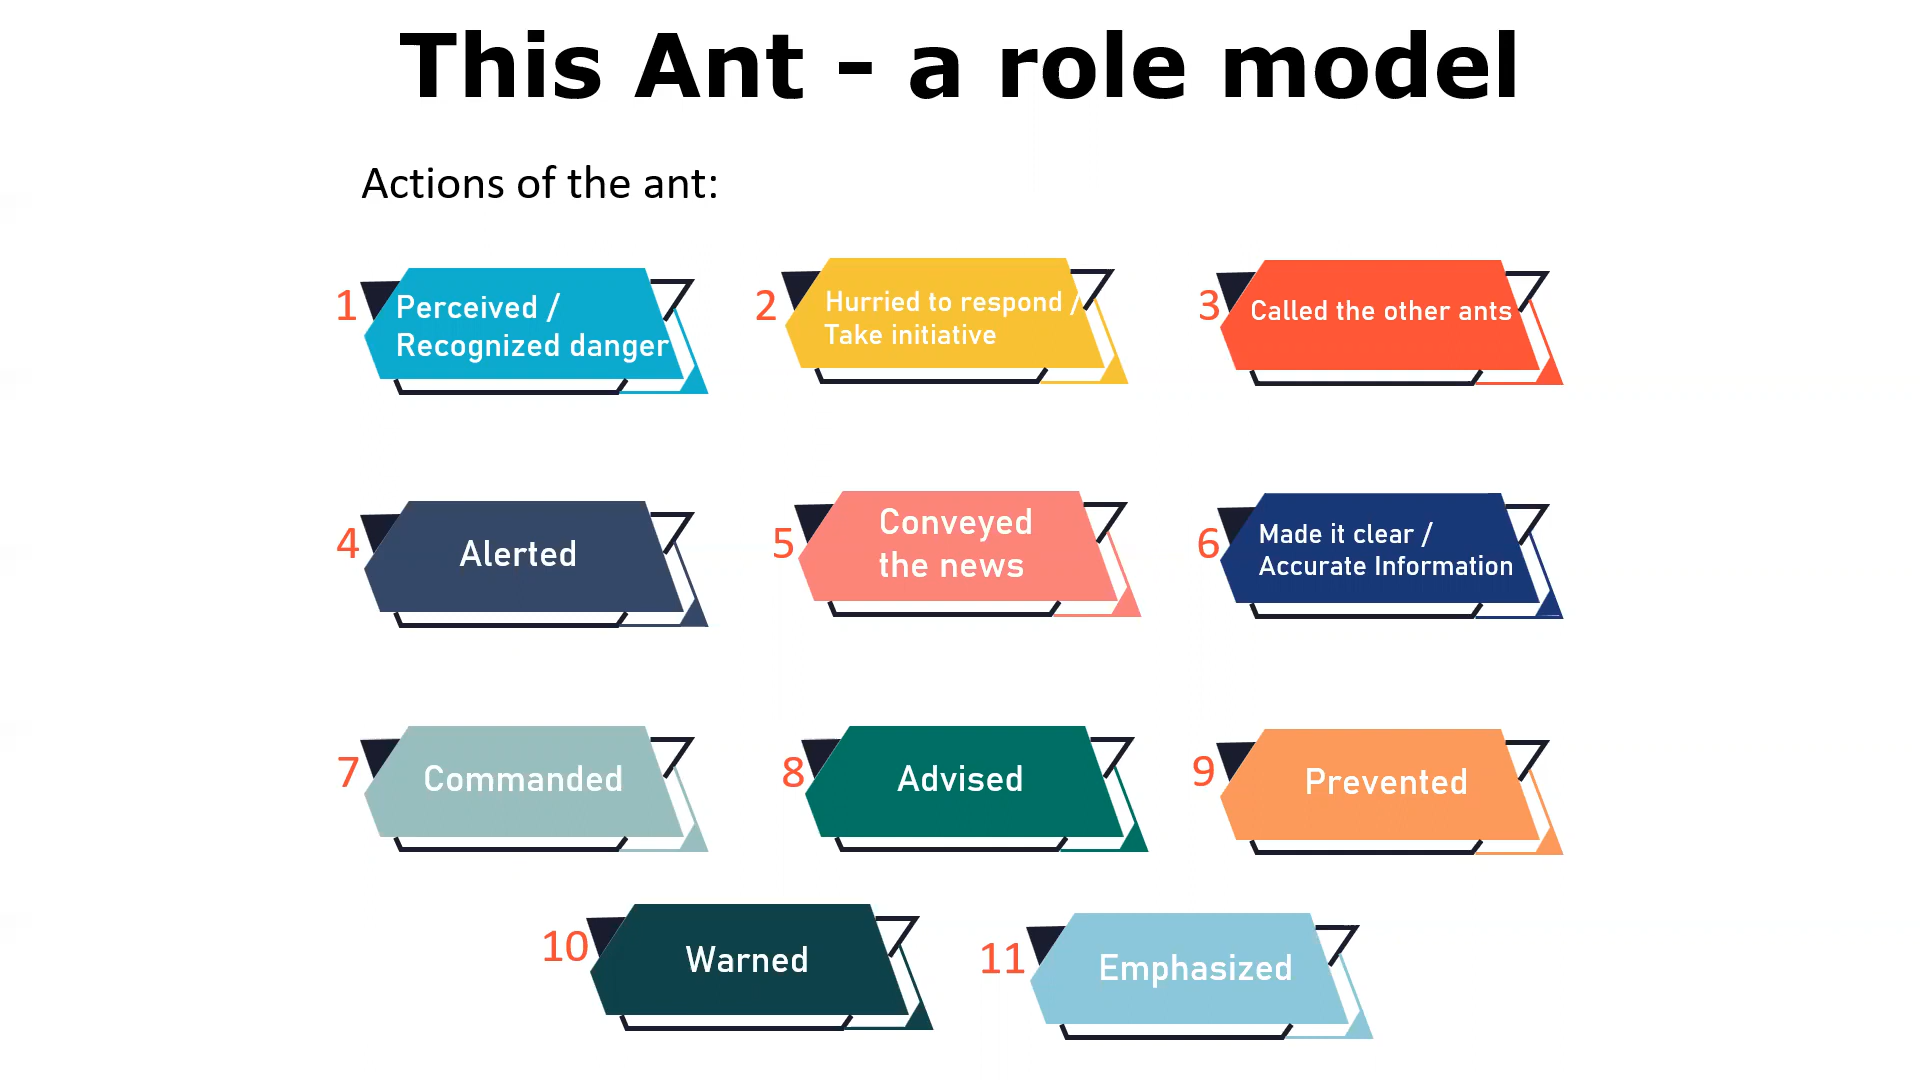 This Ant - a role model
Actions of the ant:
1
Perceived /
Recognized danger
2
Hurried to respond /
Take initiative
3
Called the other ants
4
Alerted
5
Conveyed
the news
6
Made it clear /
Accurate Information
7
Commanded
8
Advised
9
Prevented
10
Warned
11
Emphasized